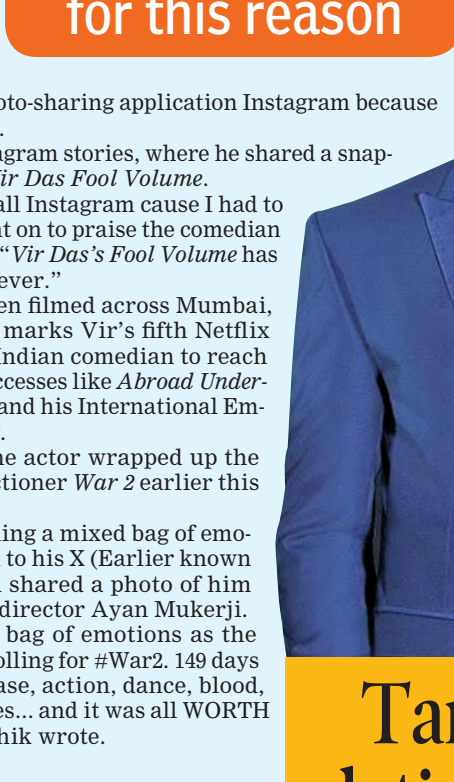 for this reason
oto-sharing application Instagram because
.
agram stories, where he shared a snap-
Vir Das Fool Volume.
all Instagram cause I had to
nt on to praise the comedian
“Vir Das’s Fool Volume has
ever.”
en filmed across Mumbai,
marks Vir’s fifth Netflix
Indian comedian to reach
ccesses like Abroad Under-
and his International Em-
.
he actor wrapped up the
ctioner War 2 earlier this
ling a mixed bag of emo-
to his X (Earlier known
shared a photo of him
director Ayan Mukerji.
bag of emotions as the
olling for #War2. 149 days
ase, action, dance, blood,
es... and it was all WORTH
hik wrote.
Tar